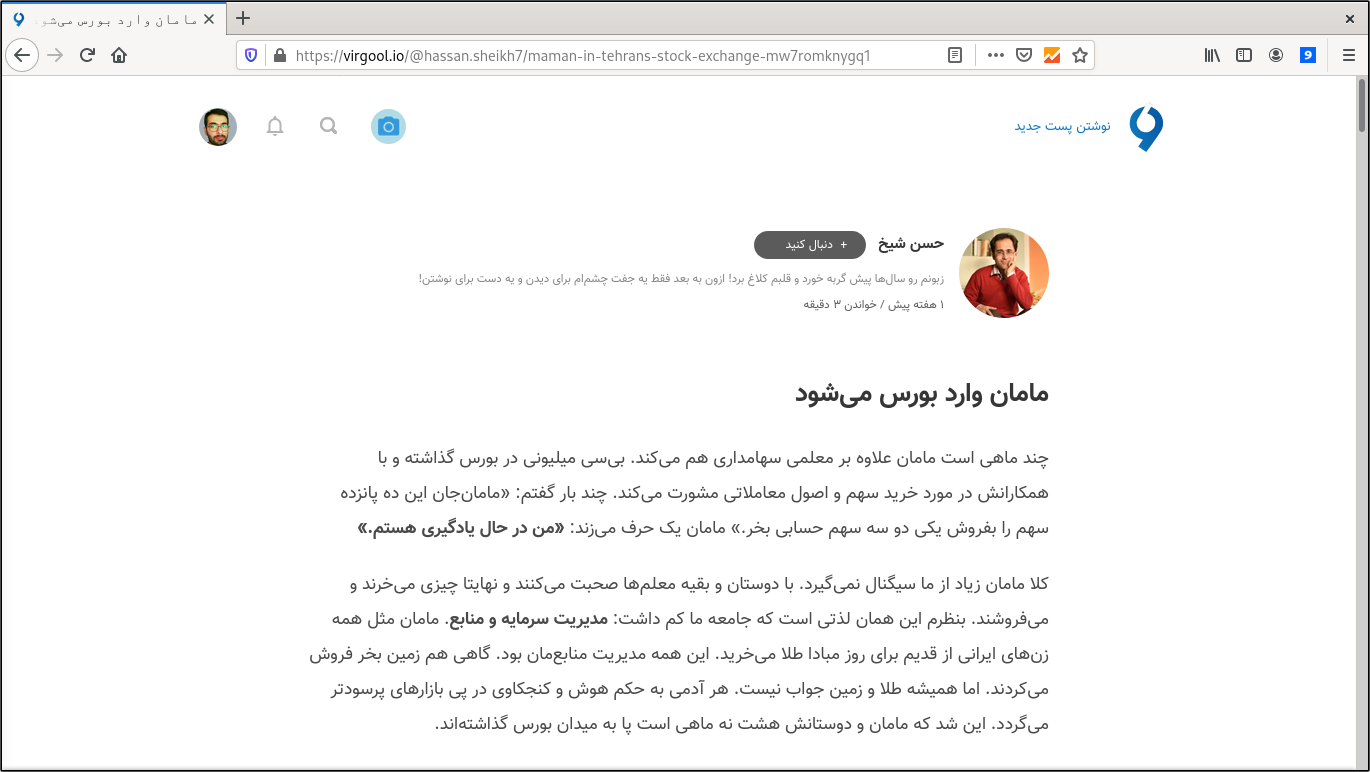 مامان وارد بورس می‌شود
https://virgool.io/@hassan.sheikh7/maman-in-tehrans-stock-exchange-mw7romknygq1
نوشتن پست جدید
حسن شیخ
+ دنبال کنید
زبونم رو سال‌ها پیش گربه خورد و قلبم کلاغ برد! ازون به بعد فقط یه جفت چشم‌ام برای دیدن و یه دست برای نوشتن!
۱ هفته پیش / خواندن ۳ دقیقه
مامان وارد بورس می‌شود
چند ماهی است مامان علاوه بر معلمی سهامداری هم می‌کند. بی‌سی میلیونی در بورس گذاشته و با
همکارانش در مورد خرید سهم و اصول معاملاتی مشورت می‌کند. چند بار گفتم: «مامان‌جان این ده پانزده
سهم را بفروش یکی دو سه سهم حسابی بخر.» مامان یک حرف می‌زند: «من در حال یادگیری هستم.»
کلا مامان زیاد از ما سیگنال نمی‌گیرد. با دوستان و بقیه معلم‌ها صحبت می‌کنند و نهایتا چیزی می‌خرند و
می‌فروشند. بنظرم این همان لذتی است که جامعه ما کم داشت: مدیریت سرمایه و منابع. مامان مثل همه
زن‌های ایرانی از قدیم برای روز مبادا طلا می‌خرید. این همه مدیریت منابع‌مان بود. گاهی هم زمین بخر فروش
می‌کردند. اما همیشه طلا و زمین جواب نیست. هر آدمی به حکم هوش و کنجکاوی در پی بازارهای پرسودتر
می‌گردد. این شد که مامان و دوستانش هشت نه ماهی است پا به میدان بورس گذاشته‌اند.